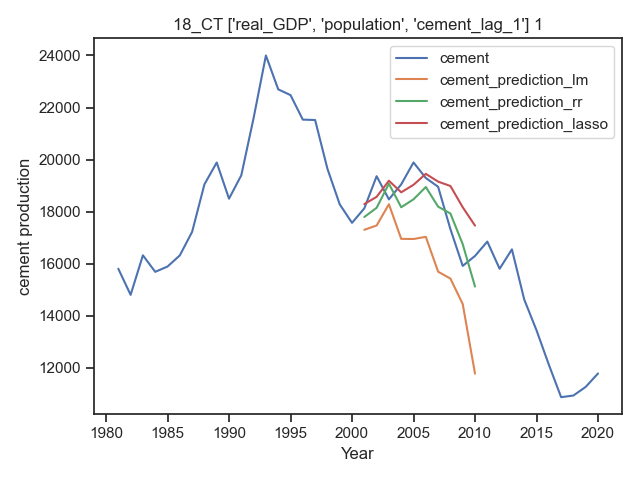 18_CT ['real_GDP', 'population', 'cement_lag_1'] 1
cement
cement_prediction_lm
cement_prediction_rr
cement_prediction_lasso
cement production
24000
22000
20000
18000
16000
14000
12000
1980 1985 1990 1995 2000 2005 2010 2015 2020
Year